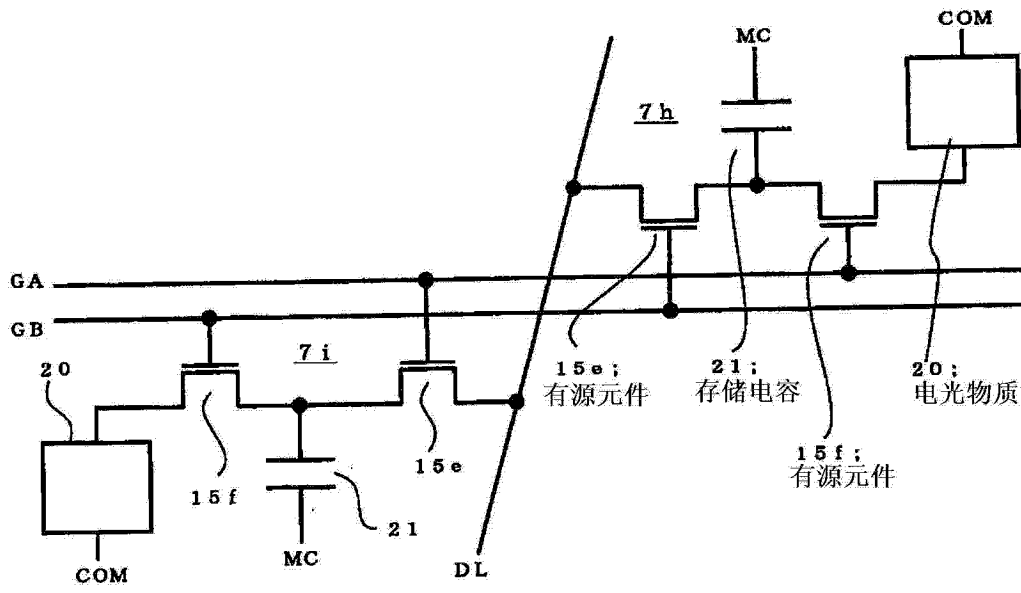 COM
MC
7h
GA
GB
20
7i
15e;
有源元件
21;
存储电容
20;
电光物质
15f
15e
15f;
有源元件
21
MC
COM
DL